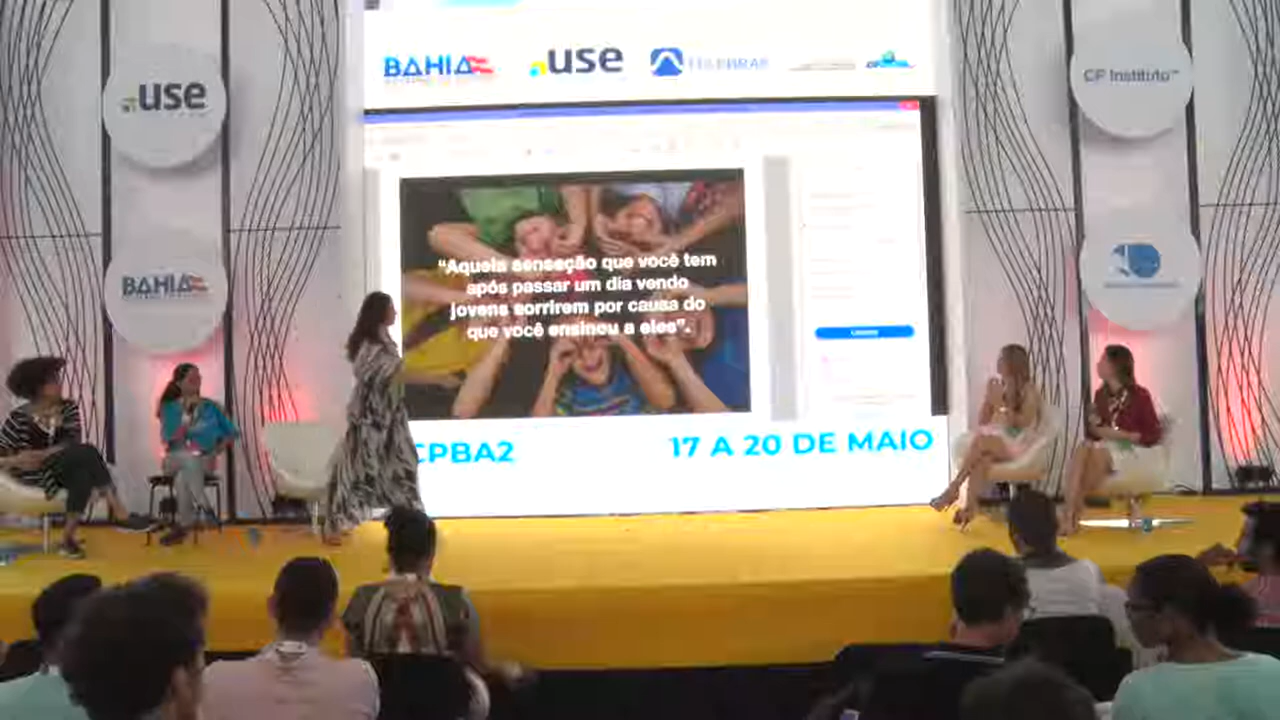 BAHIA
use
TELEBRAS
use
CF Instituto
BAHIA
"Aquela sensação que você tem
após passar um dia vendo
jovens sorrirem por causa do
que você ensinou a eles".
CPBA2
17 A 20 DE MAIO